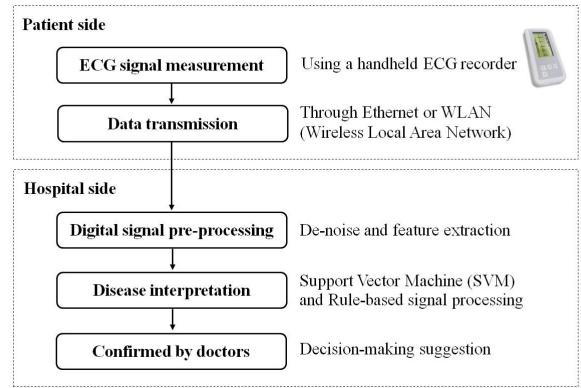 Patient side
ECG signal measurement
Using a handheld ECG recorder
Data transmission
Through Ethernet or WLAN
(Wireless Local Area Network)
Hospital side
Digital signal pre-processing
De-noise and feature extraction
Disease interpretation
Support Vector Machine (SVM)
and Rule-based signal processing
Confirmed by doctors
Decision-making suggestion